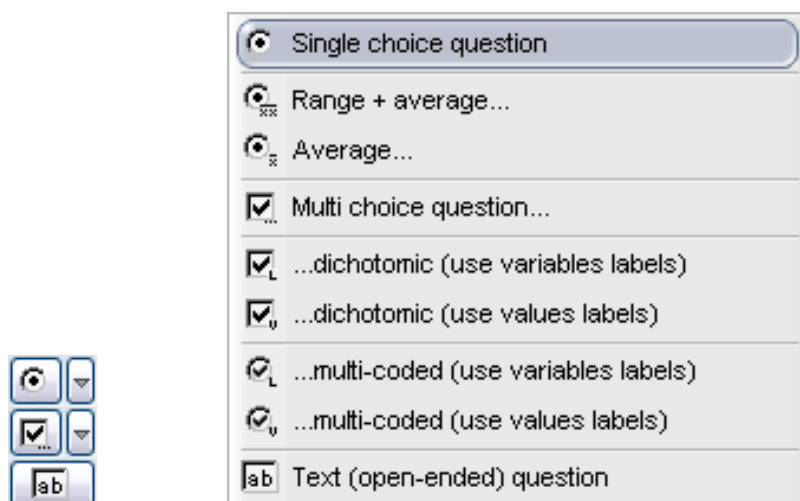 Single choice question
Range + average...
Average...
Multi choice question...
...dichotomic (use variables labels)
...dichotomic (use values labels)
...multi-coded (use variables labels)
...multi-coded (use values labels)
ab Text (open-ended) question
ab